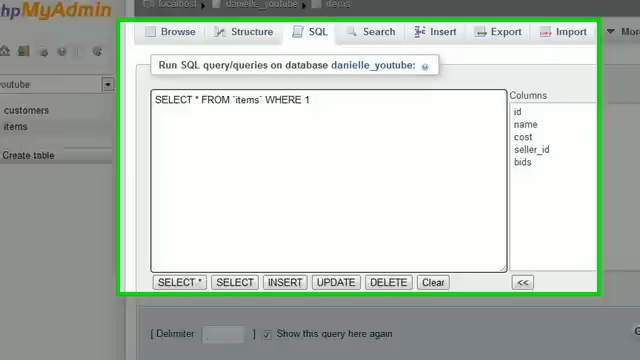 phpMyAdmin
localhost danielle_youtube items
Browse Structure SQL Search Insert Export Import
Run SQL query/queries on database danielle_youtube:
youtube
customers
items
Create table
SELECT * FROM `items` WHERE 1
Columns
id
name
cost
seller_id
bids
SELECT * SELECT INSERT UPDATE DELETE Clear <<
[ Delimiter ] Show this query here again